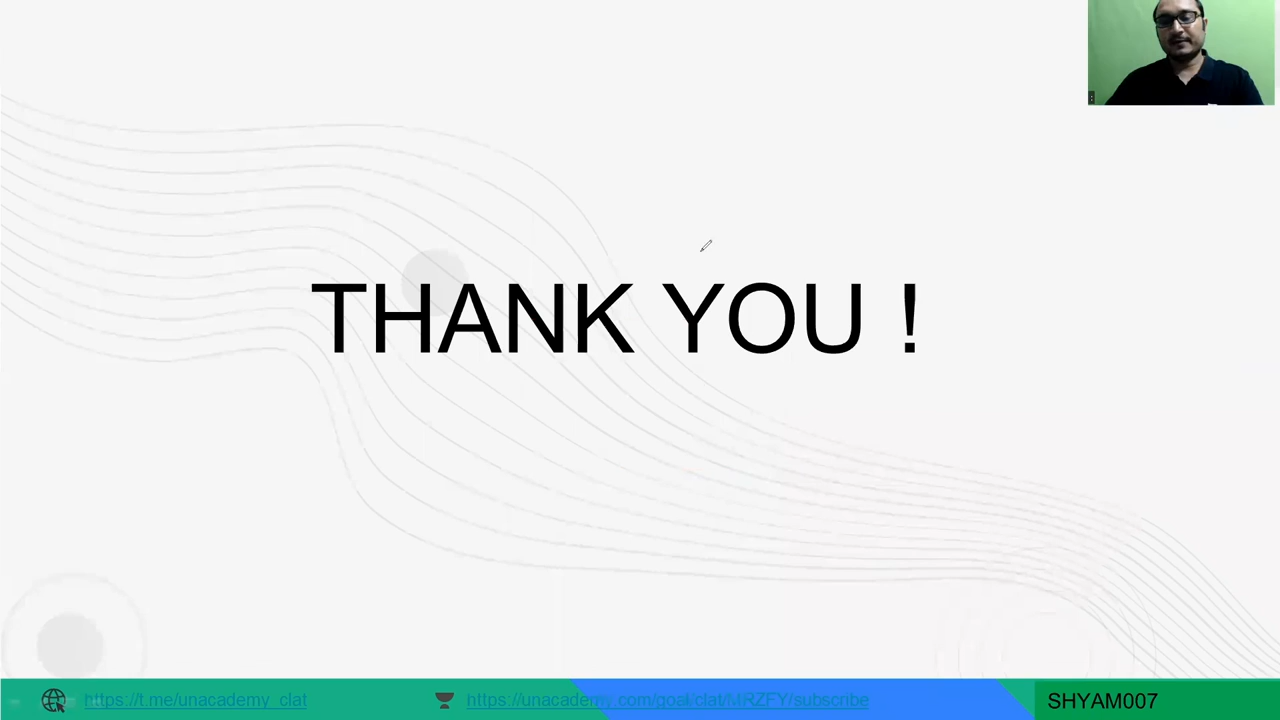 THANK YOU !
https://t.me/unacademy_clat
https://unacademy.com/goal/clat/MRZFY/subscribe
SHYAM007